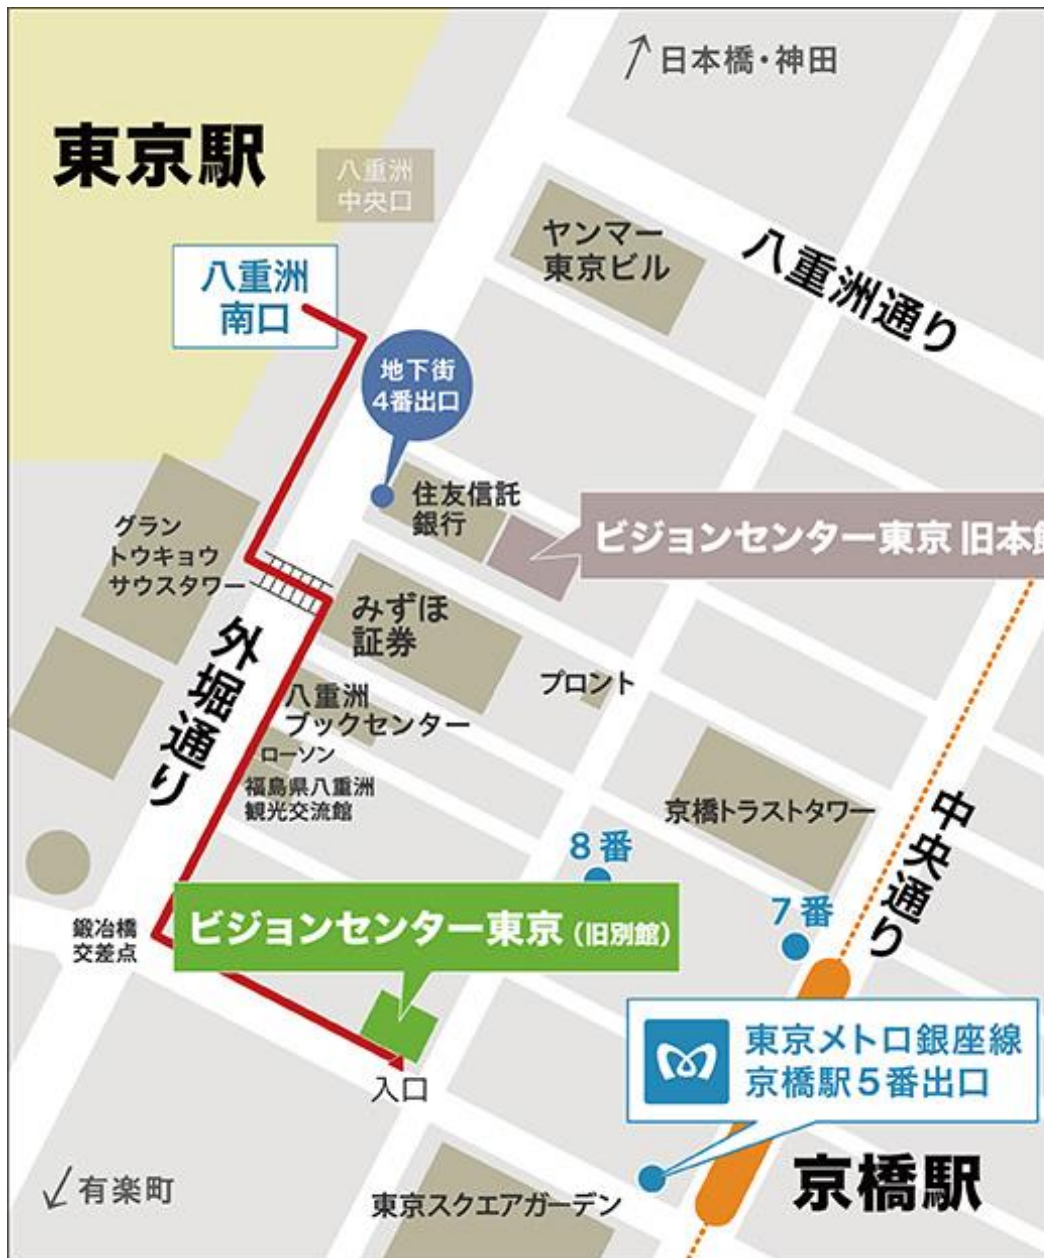 日本橋・神田
東京駅
八重洲
中央口
ヤンマー
東京ビル
八重洲通り
八重洲
南口
地下街
4番出口
住友信託
銀行
ビジョンセンター東京 旧本館
グラン
トウキョウ
サウスタワー
みずほ
証券
外堀通り
プロント
八重洲
ブックセンター
ローソン
福島県八重洲
観光交流館
京橋トラストタワー
中央通り
8番
7番
鍛冶橋
交差点
ビジョンセンター東京(旧別館)
東京メトロ銀座線
京橋駅5番出口
入口
京橋駅
有楽町
東京スクエアガーデン